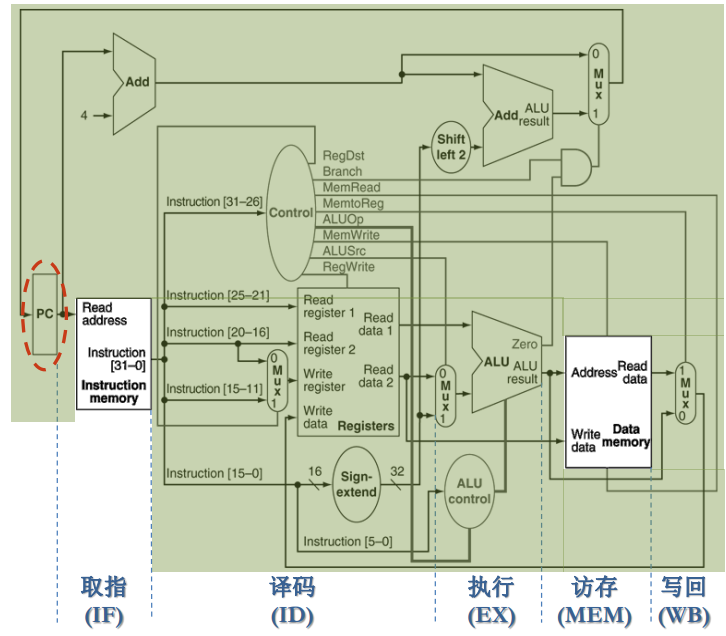 Add
4
Shift
left 2
Add
ALU
result
0
Mux
1
RegDst
Branch
MemRead
MemtoReg
ALUOp
MemWrite
ALUSrc
RegWrite
Control
Instruction [31–26]
Instruction [25–21]
Instruction [20–16]
Instruction [15–11]
Instruction [15–0]
Instruction [5–0]
PC
Read
address
Instruction
[31–0]
Instruction
memory
0
Mux
1
Read
register 1
Read
register 2
Write
register
Write
data
Read
data 1
Read
data 2
Registers
16
Sign-
extend
32
0
Mux
1
Zero
ALU
ALU
result
ALU
control
Address
Read
data
Write
data
Data
memory
1
Mux
0
取指
(IF)
译码
(ID)
执行
(EX)
访存
(MEM)
写回
(WB)